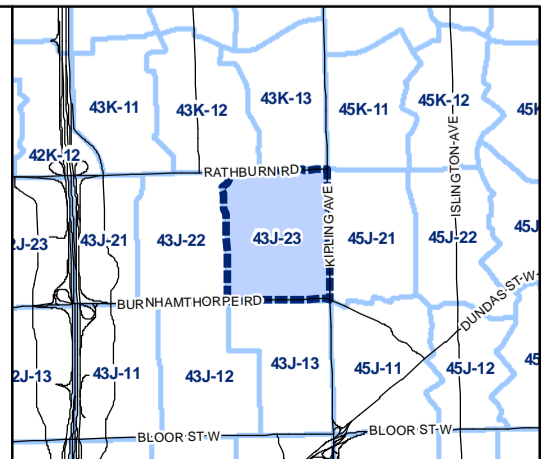 43K-11
43K-12
43K-13
45K-11
45K-12
45K
42K-12
RATHBURN RD
ISLINGTON AVE
KIPLING AVE
2J-23
43J-21
43J-22
43J-23
45J-21
45J-22
45J
BURNHAMTHORPE RD
DUNDAS ST W
2J-13
43J-11
43J-12
43J-13
45J-11
45J-12
45
BLOOR ST W
BLOOR ST W